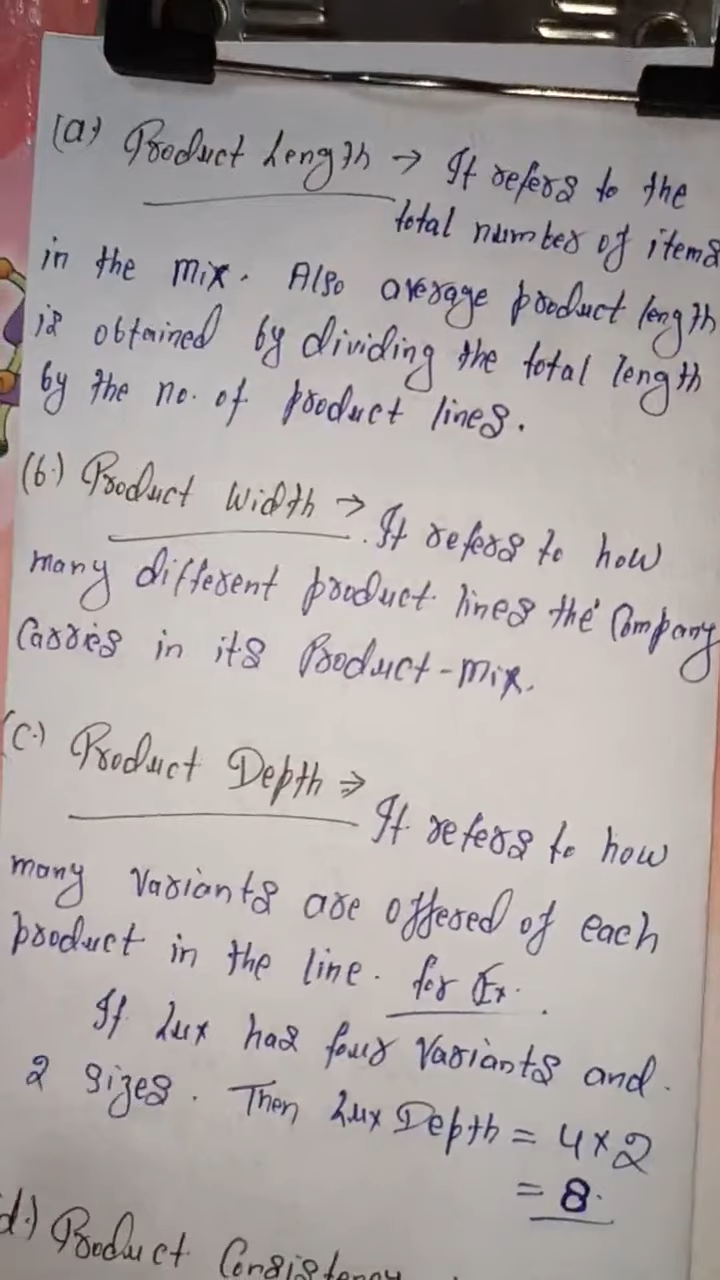 (a) Product Length → It refers to the
total number of items
in the mix. Also average product length
is obtained by dividing the total length
by the no. of product lines.
(b.) Product Width →
It refers to how
many different product lines the Company
Carries in its Product-mix.
(c.) Product Depth ⇒
It refers to how
many Variants are offered of each
product in the line. for Ex.
If Lux has four Variants and
2 sizes. Then Lux Depth = 4×2
= 8.
d.) Product Consistency